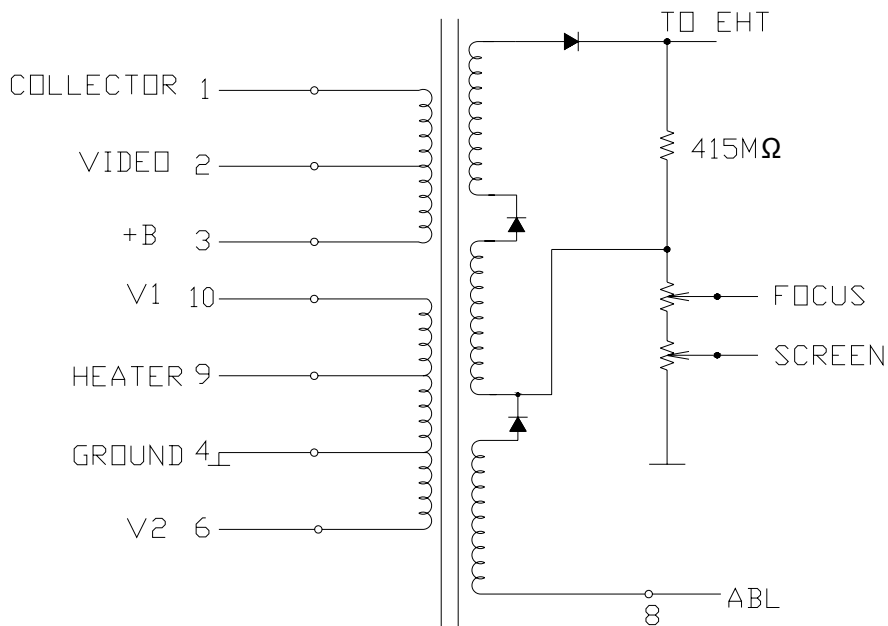 TO EHT
COLLECTOR 1
415MΩ
VIDEO 2
+B 3
V1 10
FOCUS
SCREEN
HEATER 9
GROUND 4
V2 6
ABL
8